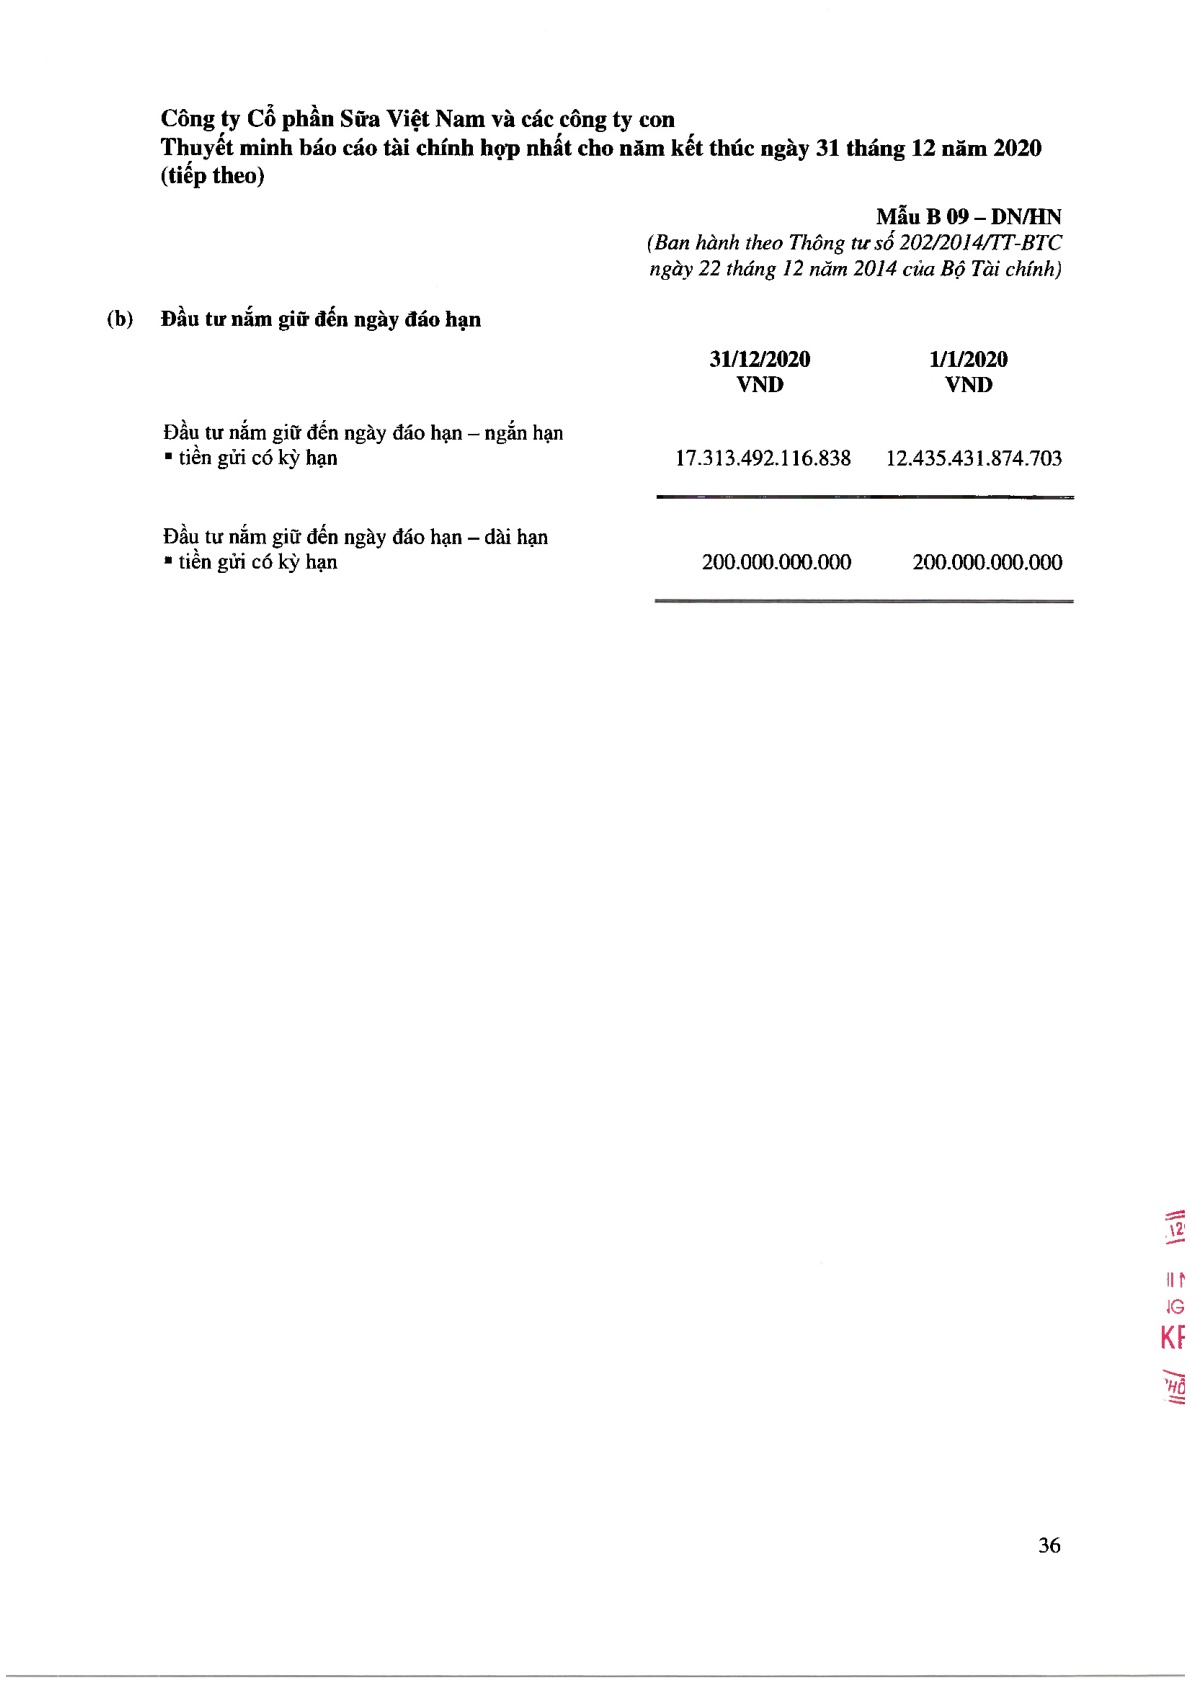 Công ty Cổ phần Sữa Việt Nam và các công ty con
Thuyết minh báo cáo tài chính hợp nhất cho năm kết thúc ngày 31 tháng 12 năm 2020
(tiếp theo)
Mẫu B 09 – DN/HN
(Ban hành theo Thông tư số 202/2014/TT-BTC
ngày 22 tháng 12 năm 2014 của Bộ Tài chính)
(b) Đầu tư nắm giữ đến ngày đáo hạn
31/12/2020 1/1/2020
VND VND
Đầu tư nắm giữ đến ngày đáo hạn – ngắn hạn
▪ tiền gửi có kỳ hạn 17.313.492.116.838 12.435.431.874.703
Đầu tư nắm giữ đến ngày đáo hạn – dài hạn
▪ tiền gửi có kỳ hạn 200.000.000.000 200.000.000.000
36